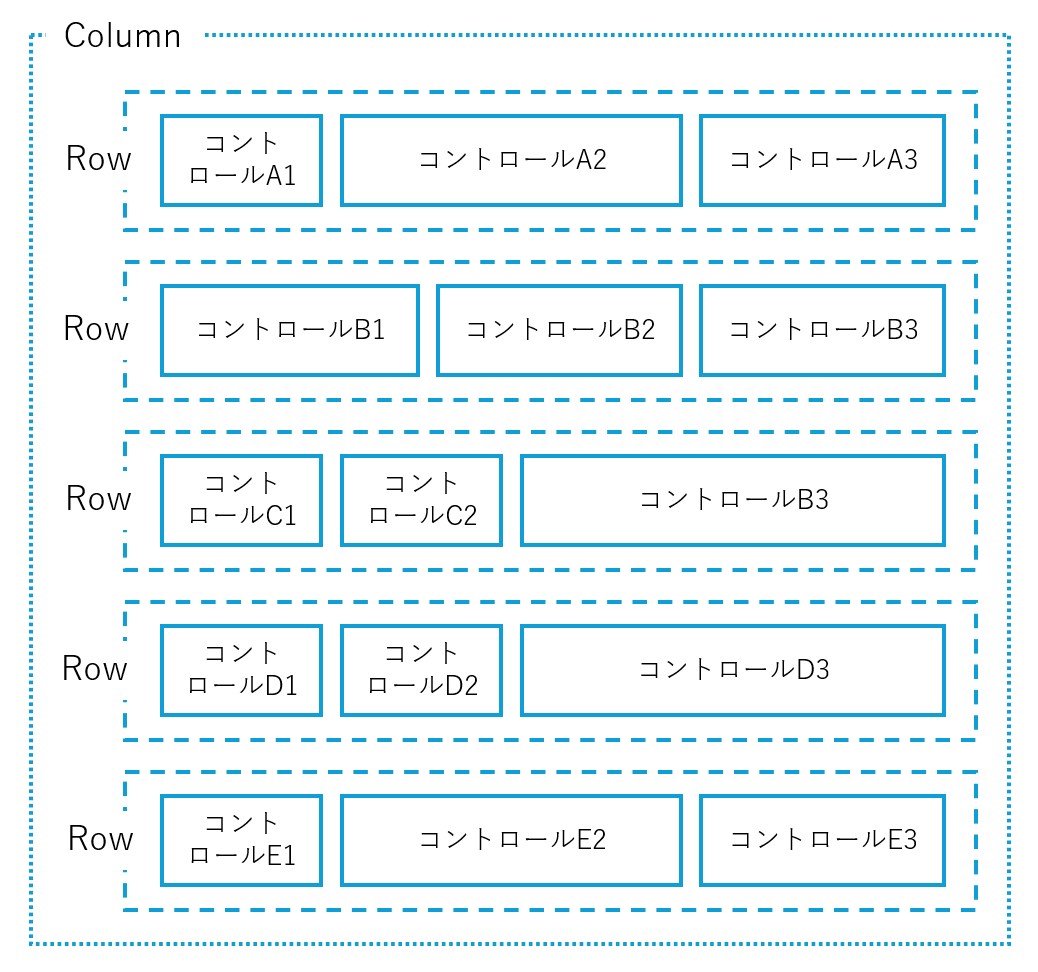 Column
Row
コント
ロールA1
コントロールA2
コントロールA3
Row
コントロールB1
コントロールB2
コントロールB3
Row
コント
ロールC1
コント
ロールC2
コントロールB3
Row
コント
ロールD1
コント
ロールD2
コントロールD3
Row
コント
ロールE1
コントロールE2
コントロールE3